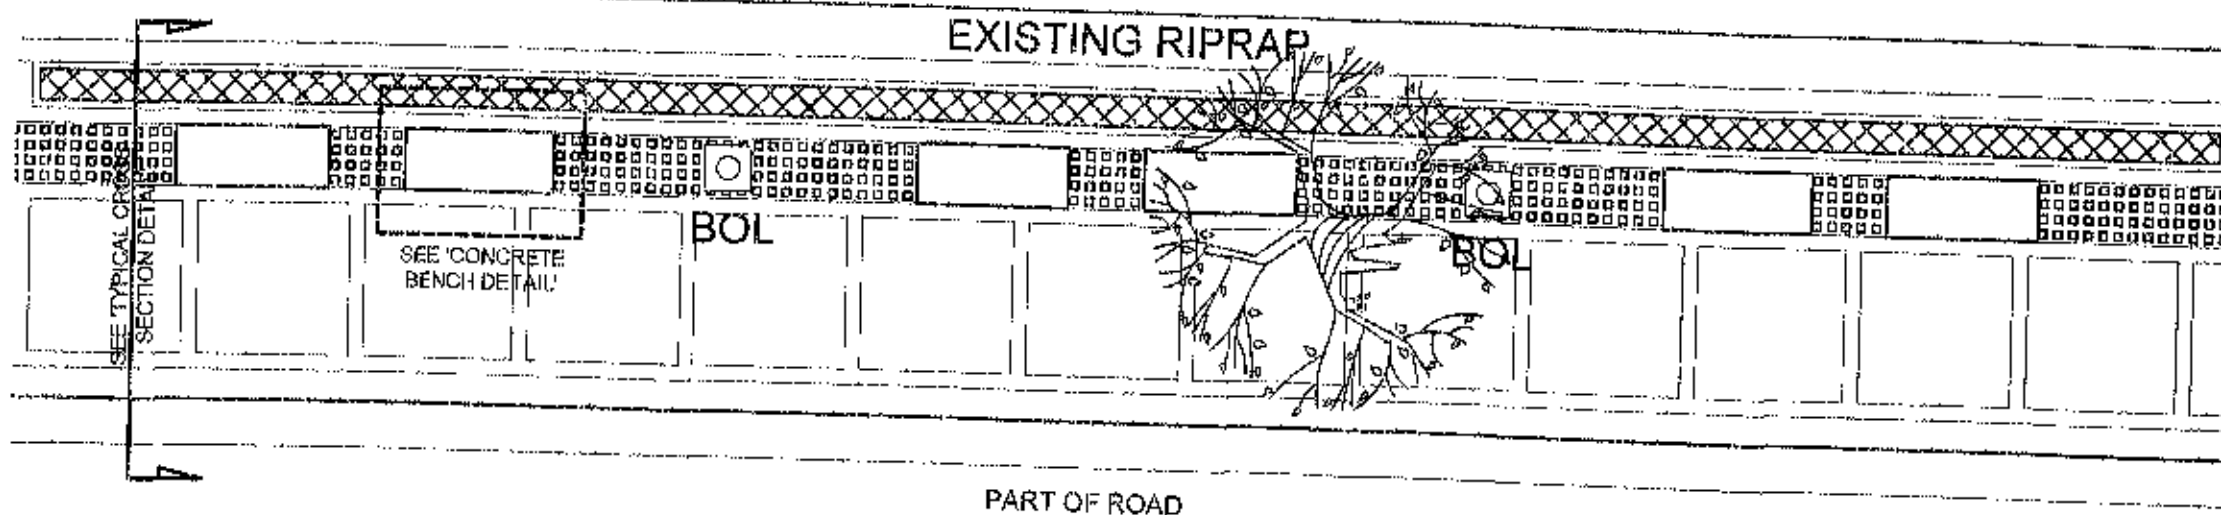 EXISTING RIPRAP
SEE TYPICAL CROSS
SECTION DETAIL
SEE 'CONCRETE
BENCH DETAIL'
BOL
BOL
PART OF ROAD